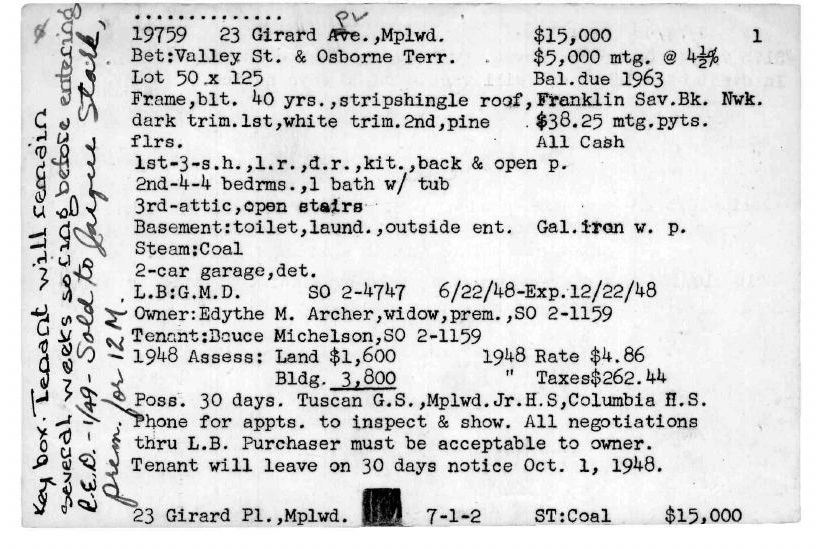 19759 23 Girard Ave.,Mplwd. $15,000 1
Pl
Bet:Valley St. & Osborne Terr. $5,000 mtg. @ 4½%
Lot 50 x 125 Bal.due 1963
Frame,blt. 40 yrs.,stripshingle roof,Franklin Sav.Bk. Nwk.
dark trim.1st,white trim.2nd,pine $38.25 mtg.pyts.
flrs. All Cash
1st-3-s.h.,l.r.,d.r.,kit.,back & open p.
2nd-4-4 bedrms.,1 bath w/ tub
3rd-attic,open stairs
Basement:toilet,laund.,outside ent. Gal.iron w. p.
Steam:Coal
2-car garage,det.
L.B:G.M.D. SO 2-4747 6/22/48-Exp.12/22/48
Owner:Edythe M. Archer,widow,prem.,SO 2-1159
Tenant:Bouce Michelson,SO 2-1159
1948 Assess: Land $1,600 1948 Rate $4.86
Bldg. 3,800 " Taxes$262.44
Poss. 30 days. Tuscan G.S.,Mplwd.Jr.H.S,Columbia H.S.
Phone for appts. to inspect & show. All negotiations
thru L.B. Purchaser must be acceptable to owner.
Tenant will leave on 30 days notice Oct. 1, 1948.
23 Girard Pl.,Mplwd. 7-1-2 ST:Coal $15,000
Key box. Tenant will remain
several weeks so ring before entering
R.E.D. - 1/49 - Sold to Jacques
prem. for 12 M.